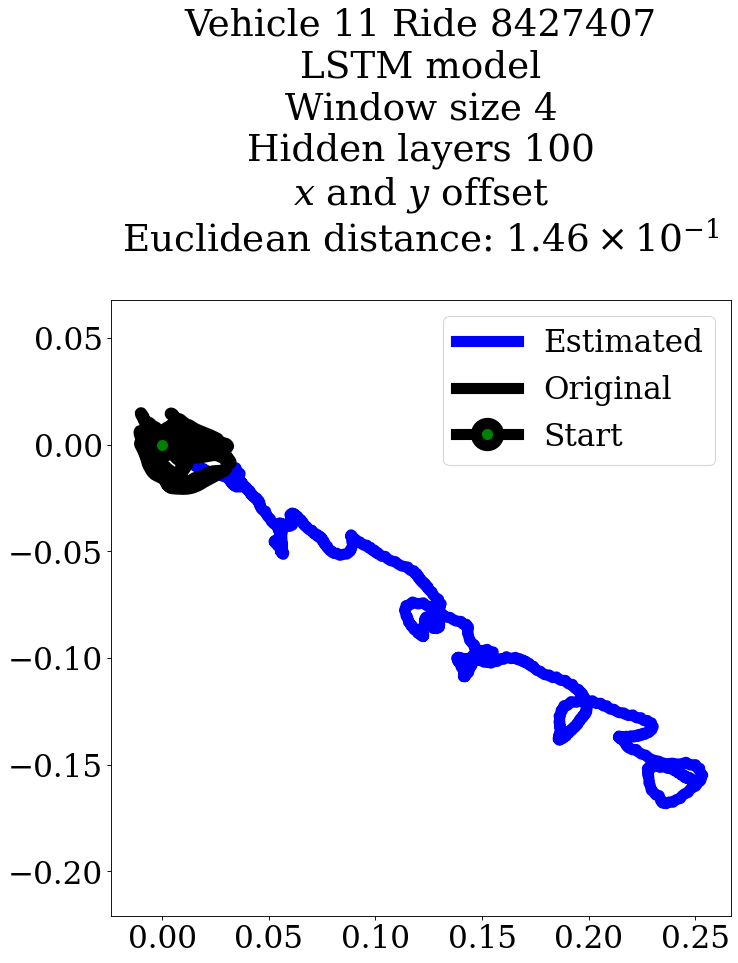 Vehicle 11 Ride 8427407
LSTM model
Window size 4
Hidden layers 100
x and y offset
Euclidean distance: 1.46 × 10⁻¹
Estimated
Original
Start
0.05
0.00
−0.05
−0.10
−0.15
−0.20
0.00 0.05 0.10 0.15 0.20 0.25